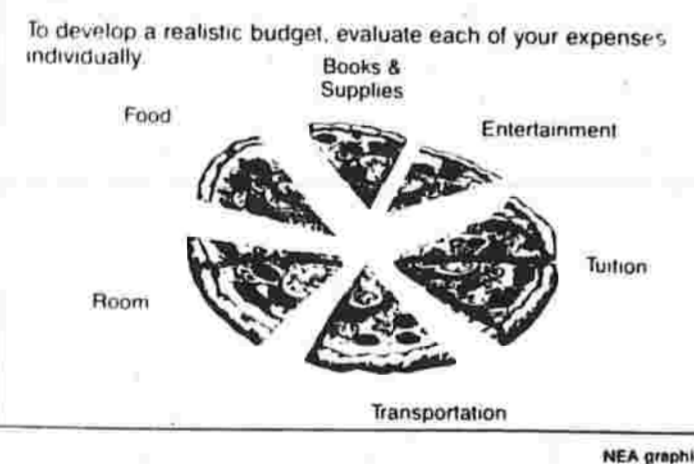 To develop a realistic budget, evaluate each of your expenses
individually.
Books &
Supplies
Food
Entertainment
Tuition
Room
Transportation
NEA graphi